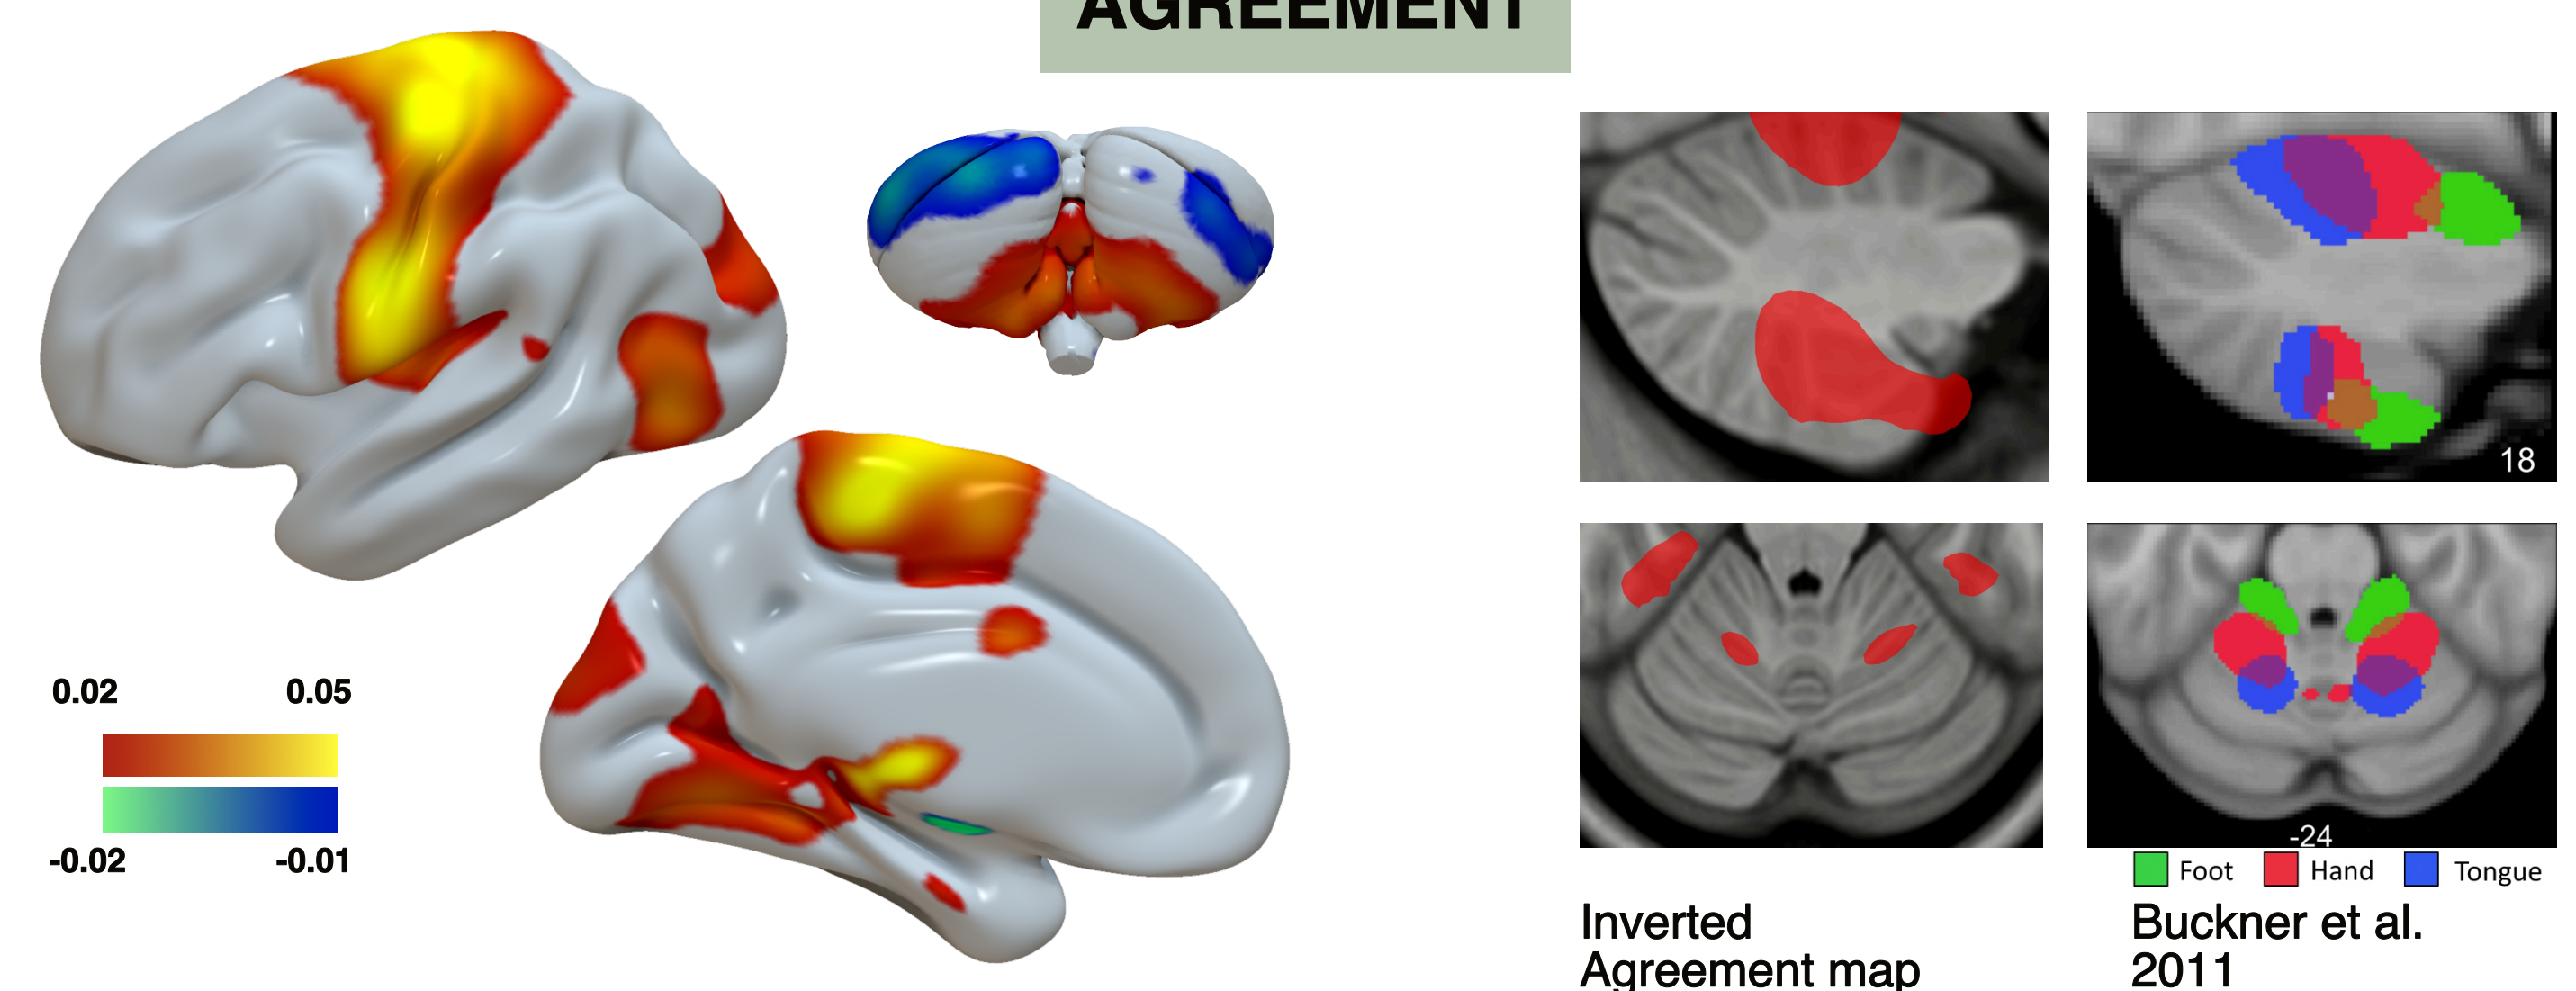 AGREEMENT
18
0.02 0.05
-0.02 -0.01
-24
Foot Hand Tongue
Inverted
Agreement map
Buckner et al.
2011